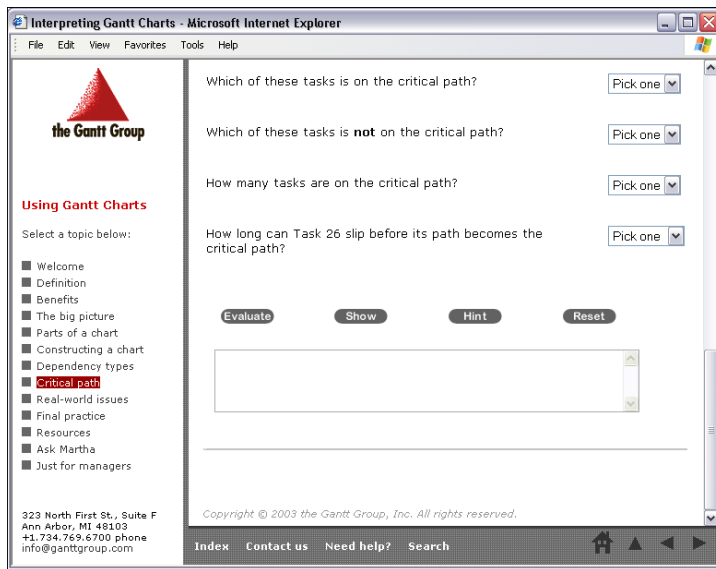 Interpreting Gantt Charts - Microsoft Internet Explorer
File Edit View Favorites Tools Help
the Gantt Group
Using Gantt Charts
Select a topic below:
Welcome
Definition
Benefits
The big picture
Parts of a chart
Constructing a chart
Dependency types
Critical path
Real-world issues
Final practice
Resources
Ask Martha
Just for managers
323 North First St., Suite F
Ann Arbor, MI 48103
+1.734.769.6700 phone
info@ganttgroup.com
Which of these tasks is on the critical path?
Pick one
Which of these tasks is not on the critical path?
Pick one
How many tasks are on the critical path?
Pick one
How long can Task 26 slip before its path becomes the
critical path?
Pick one
Evaluate Show Hint Reset
Copyright © 2003 the Gantt Group, Inc. All rights reserved.
Index Contact us Need help? Search